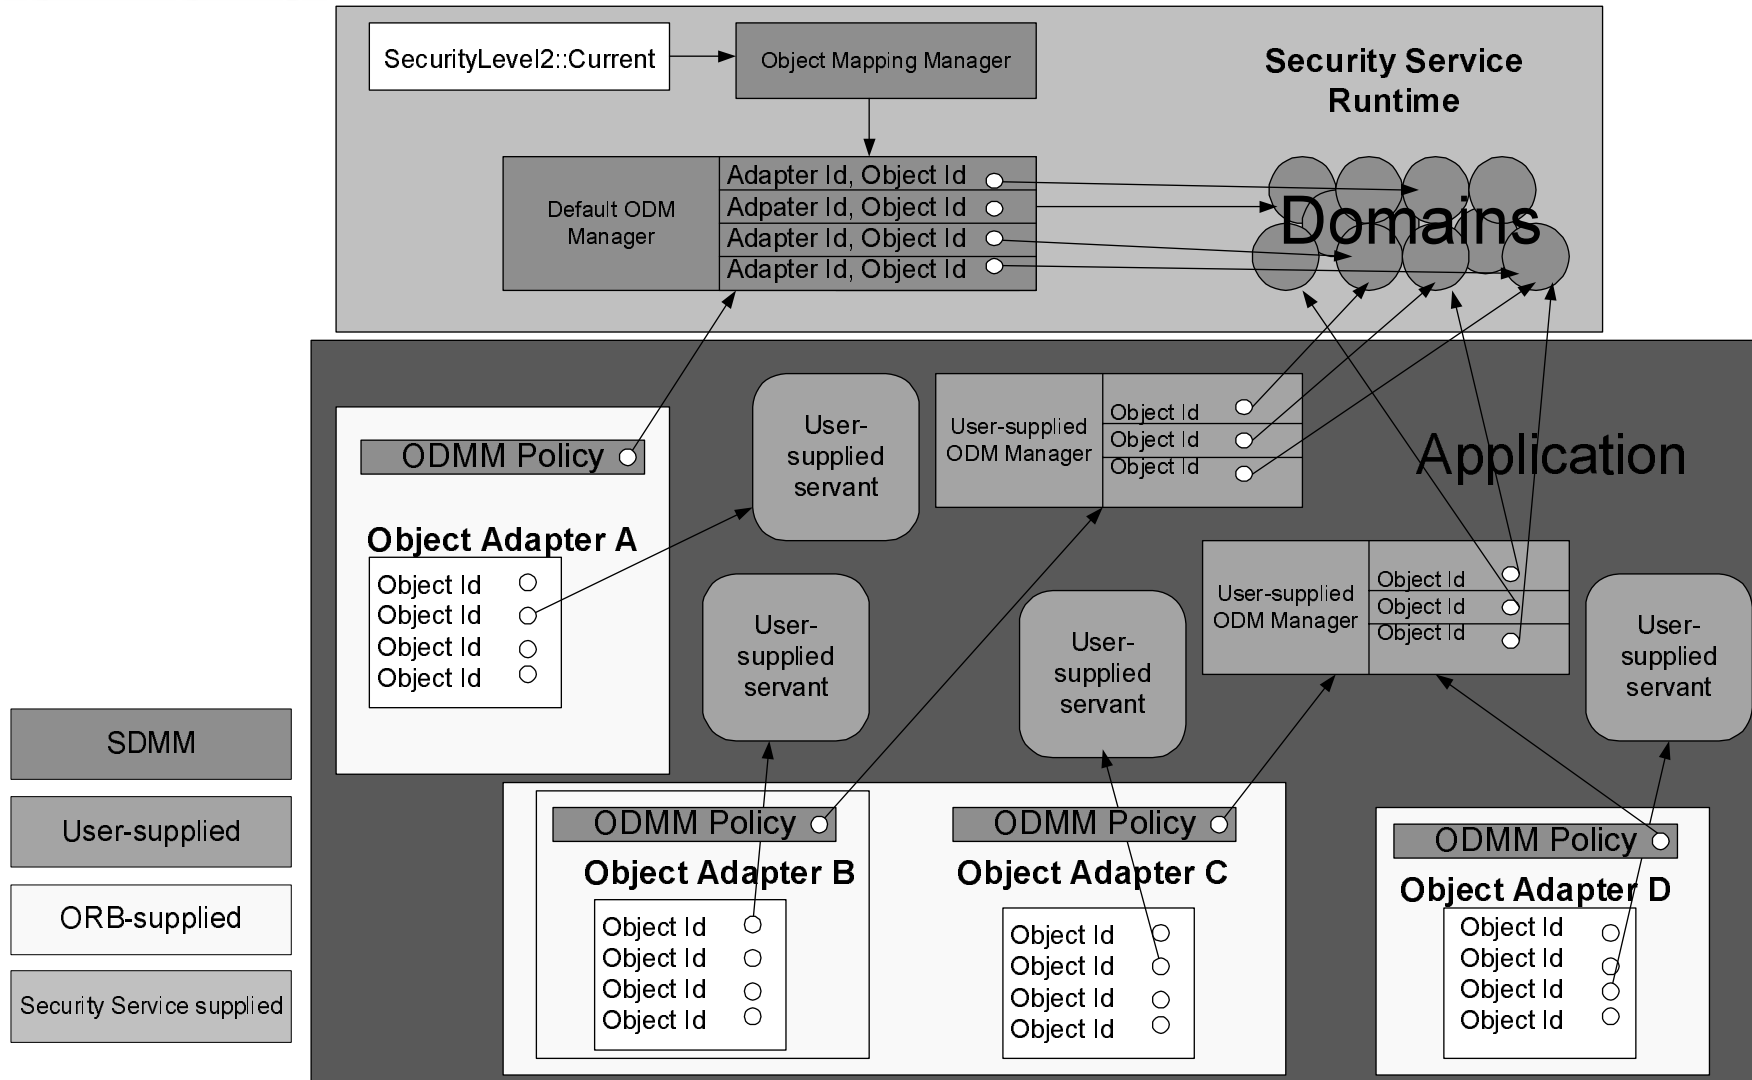 SecurityLevel2::Current
Object Mapping Manager
Security Service
Runtime
Default ODM
Manager
Adapter Id, Object Id
Adpater Id, Object Id
Adapter Id, Object Id
Adapter Id, Object Id
Domains
ODMM Policy
Object Adapter A
Object Id
Object Id
Object Id
Object Id
User-
supplied
servant
User-supplied
ODM Manager
Object Id
Object Id
Object Id
Application
User-
supplied
servant
User-
supplied
servant
User-supplied
ODM Manager
Object Id
Object Id
Object Id
User-
supplied
servant
SDMM
User-supplied
ORB-supplied
Security Service supplied
ODMM Policy
Object Adapter B
Object Id
Object Id
Object Id
Object Id
ODMM Policy
Object Adapter C
Object Id
Object Id
Object Id
Object Id
ODMM Policy
Object Adapter D
Object Id
Object Id
Object Id
Object Id